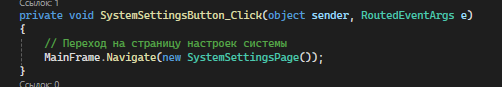 Ссылок: 1
private void SystemSettingsButton_Click(object sender, RoutedEventArgs e)
{
// Переход на страницу настроек системы
MainFrame.Navigate(new SystemSettingsPage());
}
Ссылок: 0